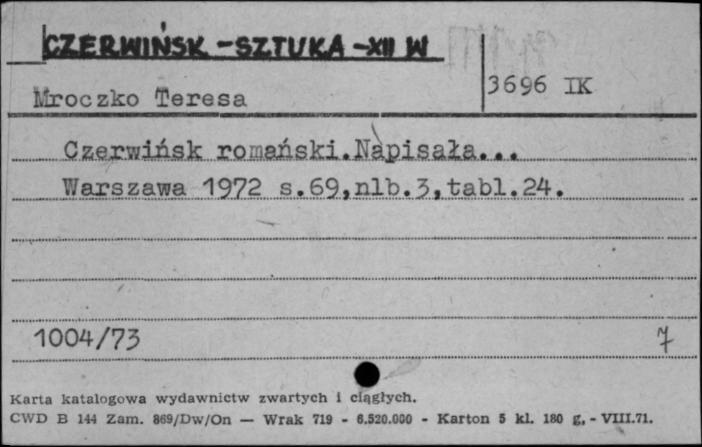 CZERWIŃSK - SZTUKA - XII W
3696 IK
Mroczko Teresa
Czerwińsk romański.Napisała...
Warszawa 1972 s.69,nlb.3,tabl.24.
1004/73 7
Karta katalogowa wydawnictw zwartych i ciągłych.
CWD B 144 Zam. 869/Dw/On — Wrak 719 - 6.520.000 - Karton 5 kl. 180 g, - VIII.71.